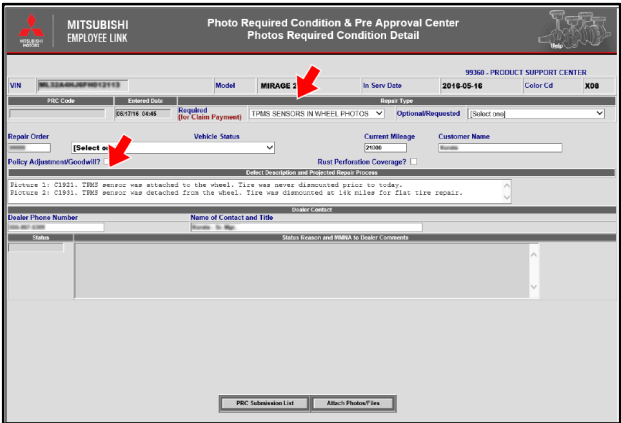 MITSUBISHI
EMPLOYEE LINK
MITSUBISHI
MOTORS
Photo Required Condition & Pre Approval Center
Photos Required Condition Detail
Help
99360 - PRODUCT SUPPORT CENTER
VIN Model MIRAGE 2 In Serv Date 2016-05-16 Color Cd X08
PRC Code Entered Date Repair Type
06/17/16 04:45 Required TPMS SENSORS IN WHEEL PHOTOS Optional/Requested [Select one]
(for Claim Payment)
Repair Order Vehicle Status Current Mileage Customer Name
[Select one] 21000
Policy Adjustment/Goodwill? Rust Perforation Coverage?
Defect Description and Projected Repair Process
Picture 1: C1921. TPMS sensor was attached to the wheel. Tire was never dismounted prior to today.
Picture 2: C1931. TPMS sensor was detached from the wheel. Tire was dismounted at 14k miles for flat tire repair.
Dealer Contact
Dealer Phone Number Name of Contact and Title
Status Status Reason and MMNA to Dealer Comments
PRC Submission List Attach Photos/Files